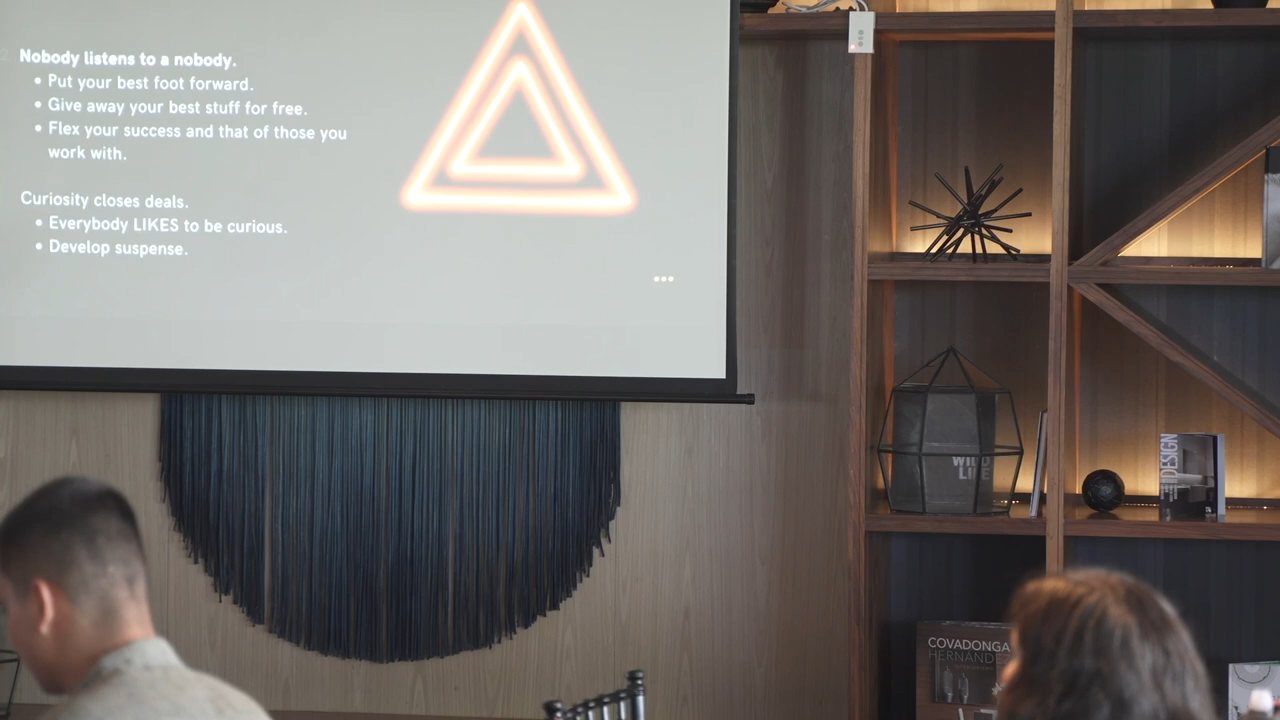 Nobody listens to a nobody.
• Put your best foot forward.
• Give away your best stuff for free.
• Flex your success and that of those you
work with.
Curiosity closes deals.
• Everybody LIKES to be curious.
• Develop suspense.
WILD
LIFE
DESIGN
COVADONGA
HERNANDEZ